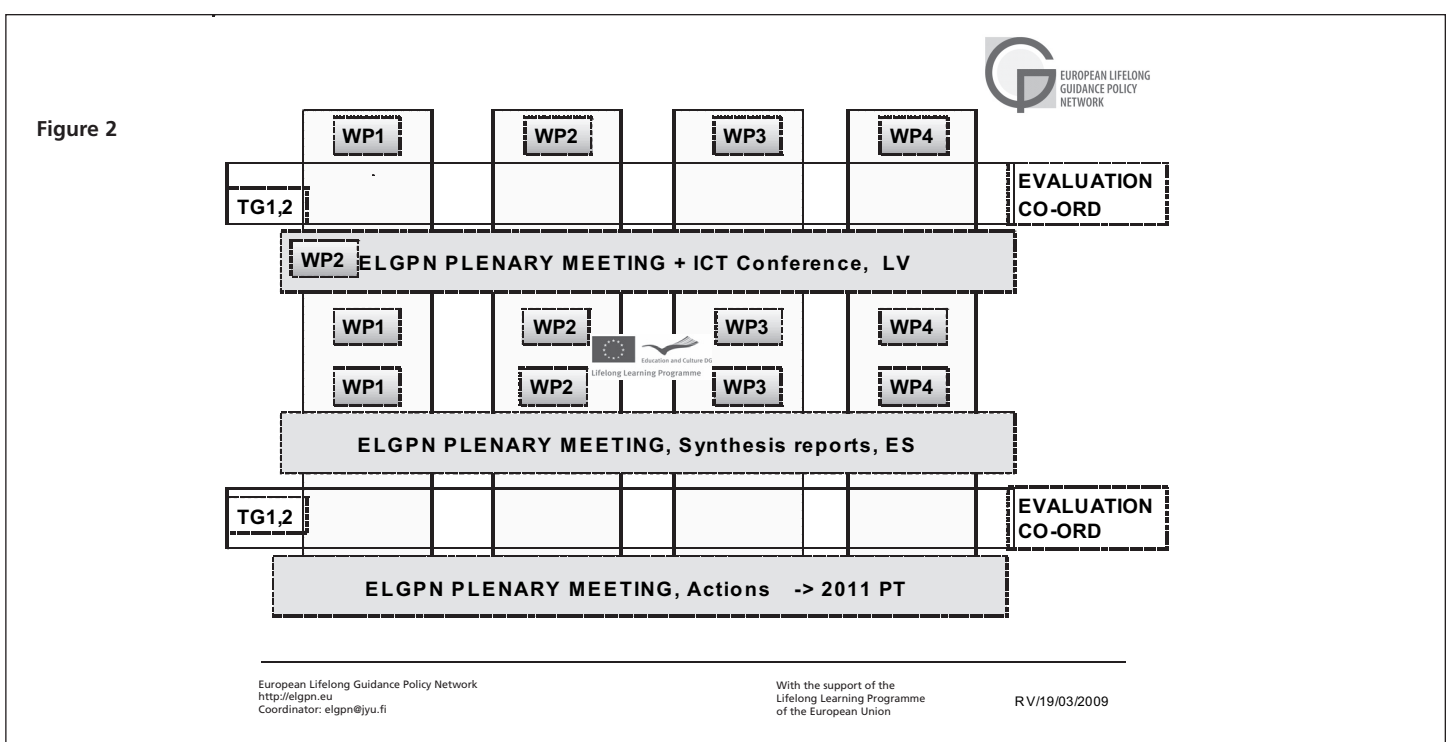 EUROPEAN LIFELONG
GUIDANCE POLICY
NETWORK
Figure 2
WP1 WP2 WP3 WP4
EVALUATION
CO-ORD
TG1,2
WP2 ELGPN PLENARY MEETING + ICT Conference, LV
WP1 WP2 WP3 WP4
Education and Culture DG
Lifelong Learning Programme
WP1 WP2 WP3 WP4
ELGPN PLENARY MEETING, Synthesis reports, ES
EVALUATION
CO-ORD
TG1,2
ELGPN PLENARY MEETING, Actions -> 2011 PT
European Lifelong Guidance Policy Network
http://elgpn.eu
Coordinator: elgpn@jyu.fi
With the support of the
Lifelong Learning Programme
of the European Union
RV/19/03/2009